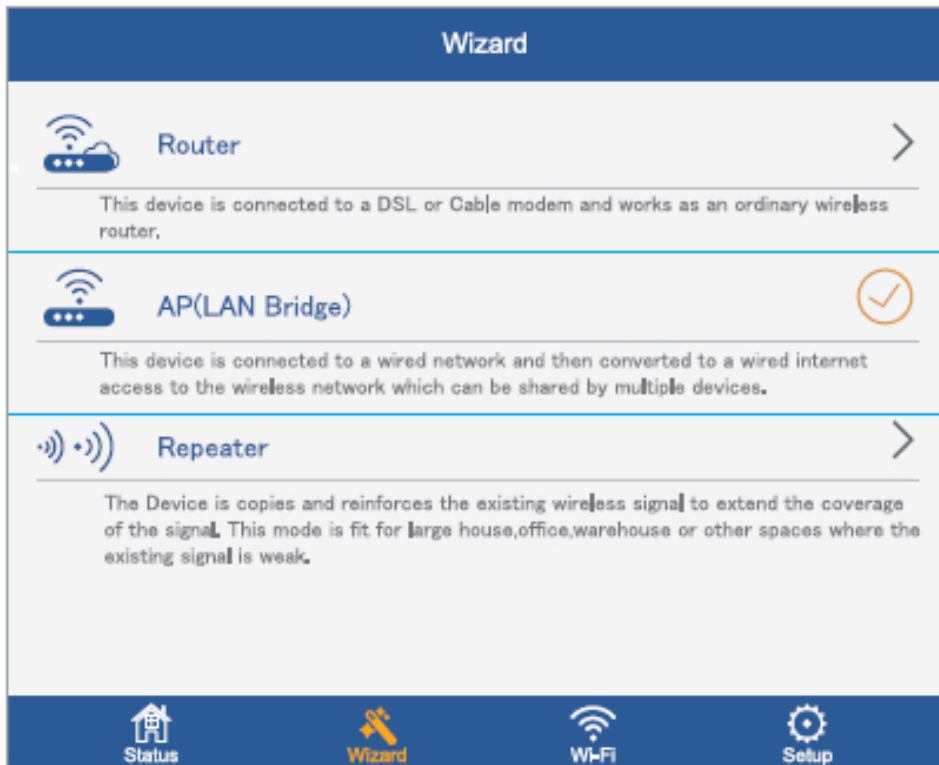 Wizard
Router
This device is connected to a DSL or Cable modem and works as an ordinary wireless
router.
AP(LAN Bridge)
This device is connected to a wired network and then converted to a wired internet
access to the wireless network which can be shared by multiple devices.
Repeater
The Device is copies and reinforces the existing wireless signal to extend the coverage
of the signal. This mode is fit for large house,office,warehouse or other spaces where the
existing signal is weak.
Status Wizard Wi-Fi Setup